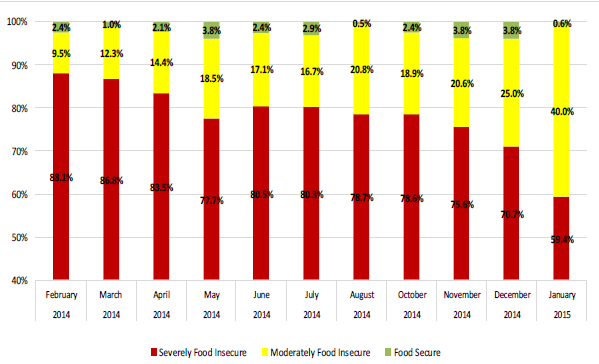 100%
90%
80%
70%
60%
50%
40%
2.4% 1.0% 2.1% 3.8% 2.4% 2.9% 0.5% 2.4% 3.8% 3.8% 0.6%
9.5% 12.3% 14.4% 18.5% 17.1% 16.7% 20.8% 18.9% 20.6% 25.0% 40.0%
88.1% 86.8% 83.5% 77.7% 80.5% 80.3% 78.7% 78.6% 75.6% 70.7% 59.4%
February March April May June July August October November December January
2014 2014 2014 2014 2014 2014 2014 2014 2014 2014 2015
Severely Food Insecure Moderately Food Insecure Food Secure